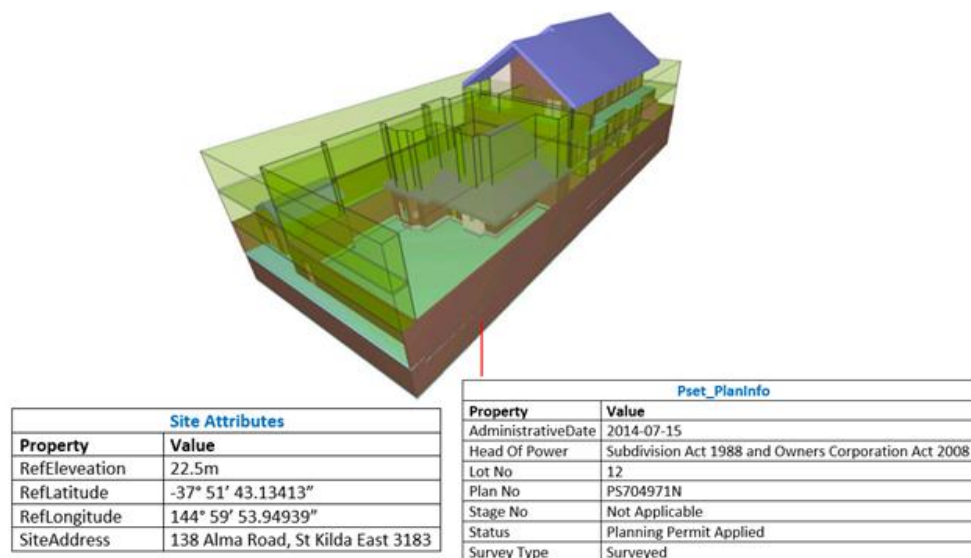 Site Attributes
Property Value
RefEleveation 22.5m
RefLatitude -37° 51’ 43.13413”
RefLongitude 144° 59’ 53.94939”
SiteAddress 138 Alma Road, St Kilda East 3183
Pset_PlanInfo
Property Value
AdministrativeDate 2014-07-15
Head Of Power Subdivision Act 1988 and Owners Corporation Act 2008
Lot No 12
Plan No PS704971N
Stage No Not Applicable
Status Planning Permit Applied
Survey Type Surveyed